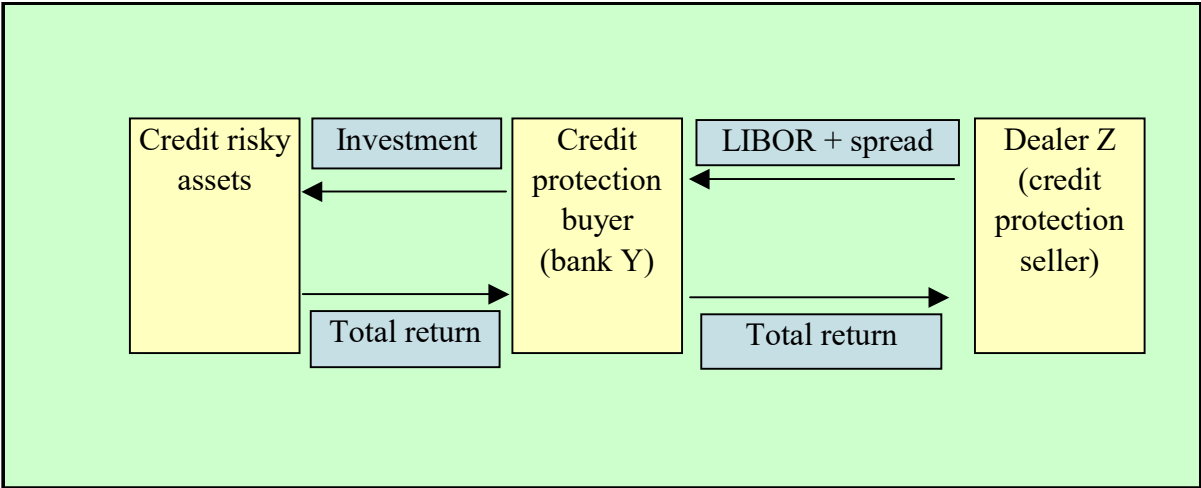 Credit risky
assets
Investment
Total return
Credit
protection
buyer
(bank Y)
LIBOR + spread
Total return
Dealer Z
(credit
protection
seller)